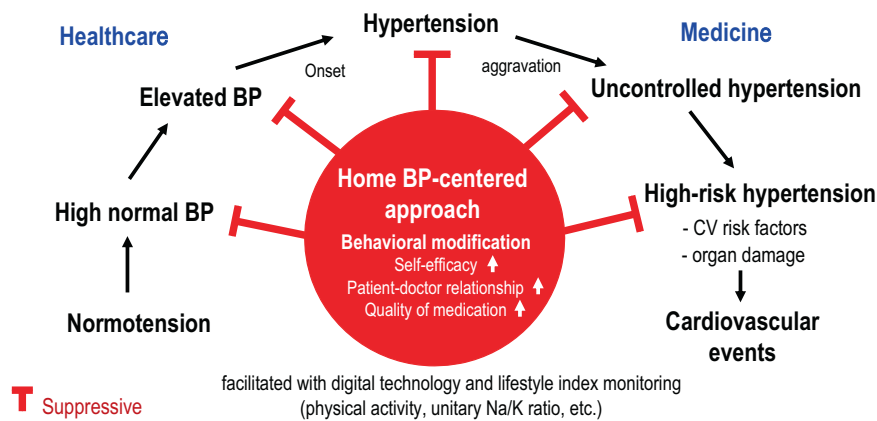 Healthcare
Hypertension
Medicine
Onset
aggravation
Elevated BP
Uncontrolled hypertension
High normal BP
Home BP-centered
approach
Behavioral modification
Self-efficacy
Patient-doctor relationship
Quality of medication
High-risk hypertension
- CV risk factors
- organ damage
Normotension
Cardiovascular
events
facilitated with digital technology and lifestyle index monitoring
(physical activity, unitary Na/K ratio, etc.)
Suppressive